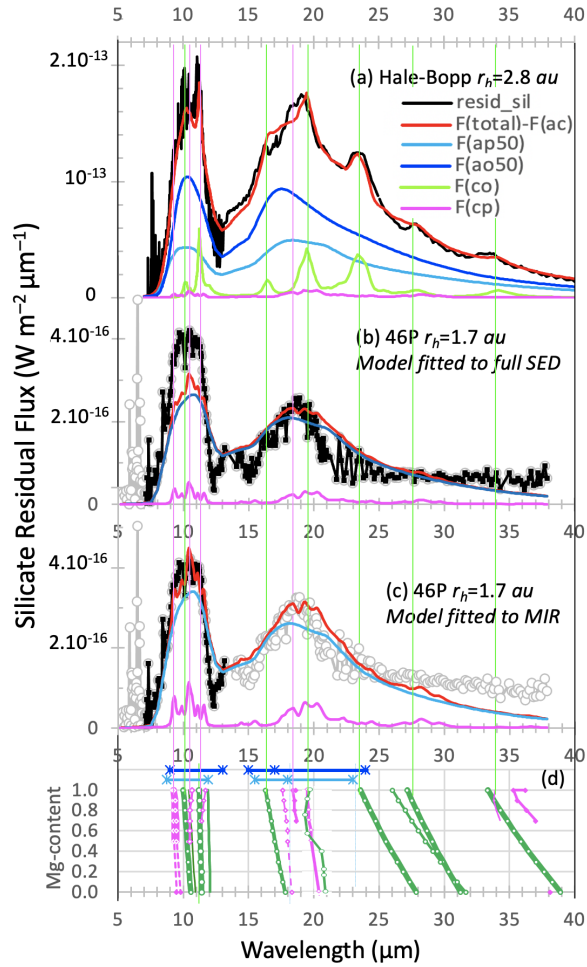 5 10 15 20 25 30 35 40
2.10⁻¹³
(a) Hale-Bopp rₕ=2.8 au
resid_sil
F(total)-F(ac)
F(ap50)
F(ao50)
F(co)
F(cp)
10⁻¹³
0
(b) 46P rₕ=1.7 au
Model fitted to full SED
4.10⁻¹⁶
2.10⁻¹⁶
0
5 10 15 20 25 30 35 40
(c) 46P rₕ=1.7 au
Model fitted to MIR
4.10⁻¹⁶
2.10⁻¹⁶
0
Silicate Residual Flux (W m⁻² μm⁻¹)
5 10 15 20 25 30 35 40
(d)
Mg-content
1.0
0.8
0.6
0.4
0.2
0.0
5 10 15 20 25 30 35 40
Wavelength (μm)